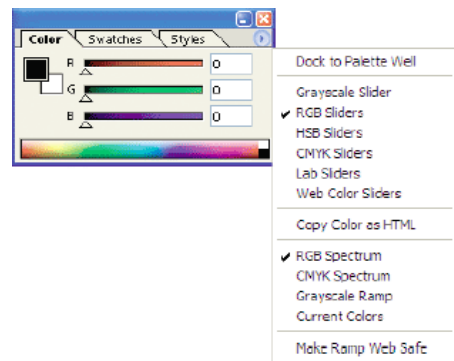 Color Swatches Styles
R 0
G 0
B 0
Dock to Palette Well
Grayscale Slider
RGB Sliders
HSB Sliders
CMYK Sliders
Lab Sliders
Web Color Sliders
Copy Color as HTML
RGB Spectrum
CMYK Spectrum
Grayscale Ramp
Current Colors
Make Ramp Web Safe